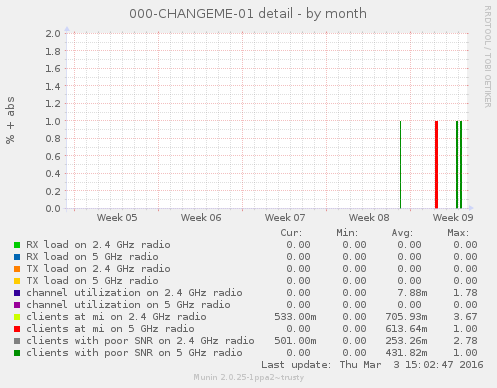 000-CHANGEME-01 detail - by month
RRDTOOL / TOBI OETIKER
% + abs
2.0
1.8
1.6
1.4
1.2
1.0
0.8
0.6
0.4
0.2
0.0
Week 05 Week 06 Week 07 Week 08 Week 09
Cur: Min: Avg: Max:
RX load on 2.4 GHz radio 0.00 0.00 0.00 0.00
RX load on 5 GHz radio 0.00 0.00 0.00 0.00
TX load on 2.4 GHz radio 0.00 0.00 0.00 0.00
TX load on 5 GHz radio 0.00 0.00 0.00 0.00
channel utilization on 2.4 GHz radio 0.00 0.00 7.88m 1.78
channel utilization on 5 GHz radio 0.00 0.00 0.00 0.00
clients at mi on 2.4 GHz radio 533.00m 0.00 705.93m 3.67
clients at mi on 5 GHz radio 0.00 0.00 613.64m 1.00
clients with poor SNR on 2.4 GHz radio 501.00m 0.00 253.26m 2.78
clients with poor SNR on 5 GHz radio 0.00 0.00 431.82m 1.00
Last update: Thu Mar 3 15:02:47 2016
Munin 2.0.25-1ppa2~trusty